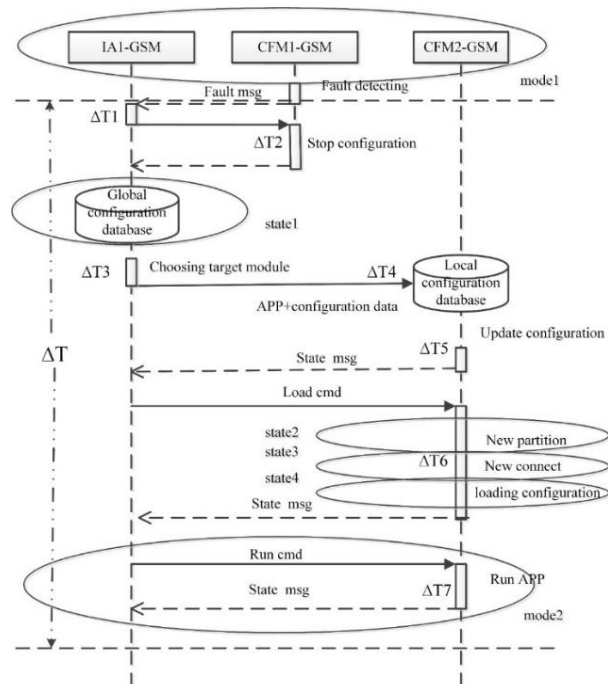 IA1-GSM
CFM1-GSM
CFM2-GSM
Fault msg
Fault detecting
mode1
ΔT1
ΔT2
Stop configuration
Global
configuration
database
state1
ΔT3
Choosing target module
ΔT4
Local
configuration
database
APP+configuration data
Update configuration
ΔT
State msg
ΔT5
Load cmd
state2
New partition
state3
ΔT6
New connect
state4
loading configuration
State msg
Run cmd
Run APP
State msg
ΔT7
mode2